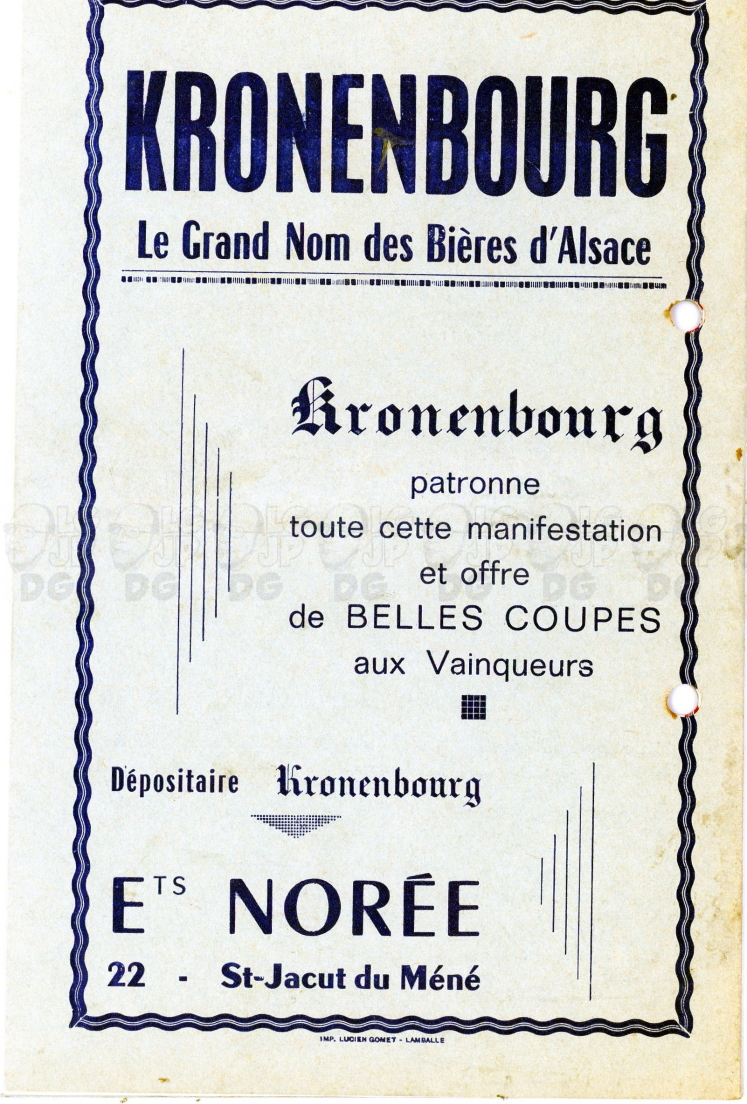 KRONENBOURG
Le Grand Nom des Bières d'Alsace
Kronenbourg
patronne
toute cette manifestation
et offre
de BELLES COUPES
aux Vainqueurs
Dépositaire Kronenbourg
ETS NORÉE
22 - St-Jacut du Méné
IMP. LUCIEN GOMET - LAMBALLE